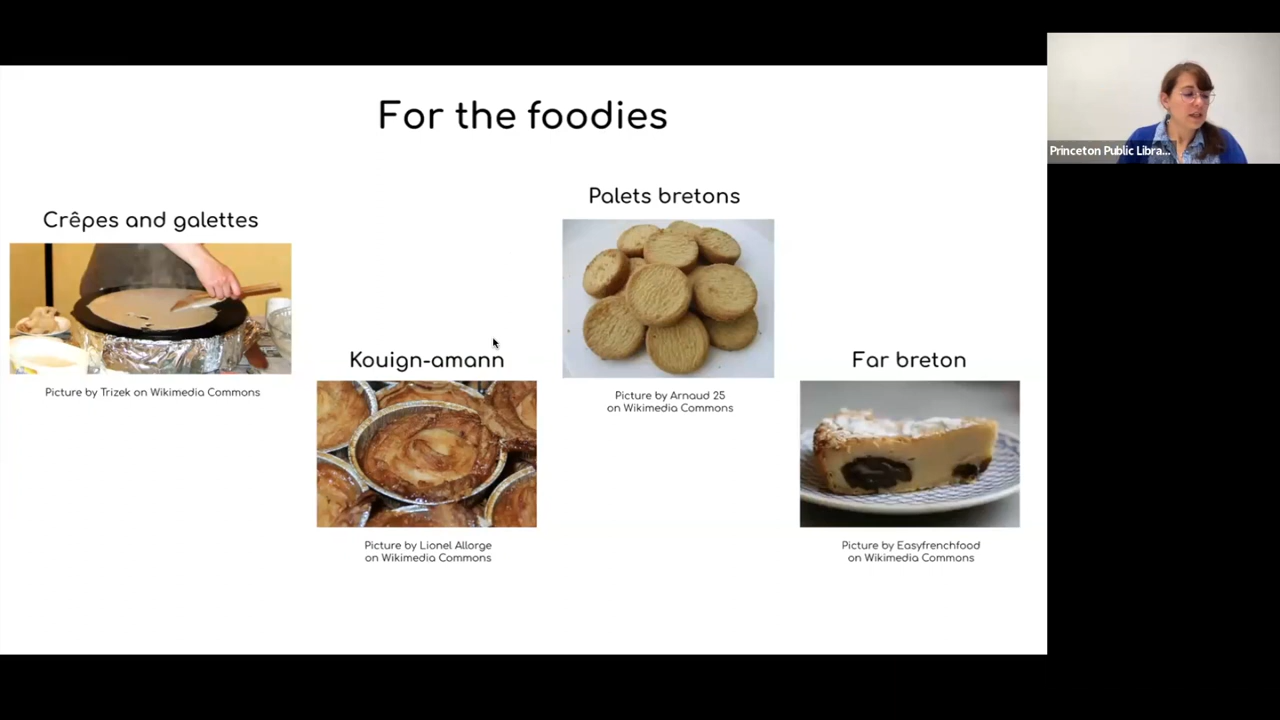 For the foodies
Crêpes and galettes
Picture by Trizek on Wikimedia Commons
Kouign-amann
Picture by Lionel Allorge
on Wikimedia Commons
Palets bretons
Picture by Arnaud 25
on Wikimedia Commons
Far breton
Picture by Easyfrenchfood
on Wikimedia Commons
Princeton Public Libra...